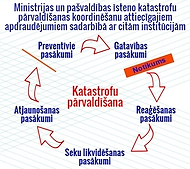 Ministrijas un pašvaldības īsteno katastrofu
pārvaldīšanas koordinēšanu attiecīgajiem
apdraudējumiem sadarbībā ar citām institūcijām
Preventīvie
pasākumi
Gatavības
pasākumi
Notikums
Katastrofu
pārvaldīšana
Atjaunošanas
pasākumi
Reaģēšanas
pasākumi
Seku likvidēšanas
pasākumi